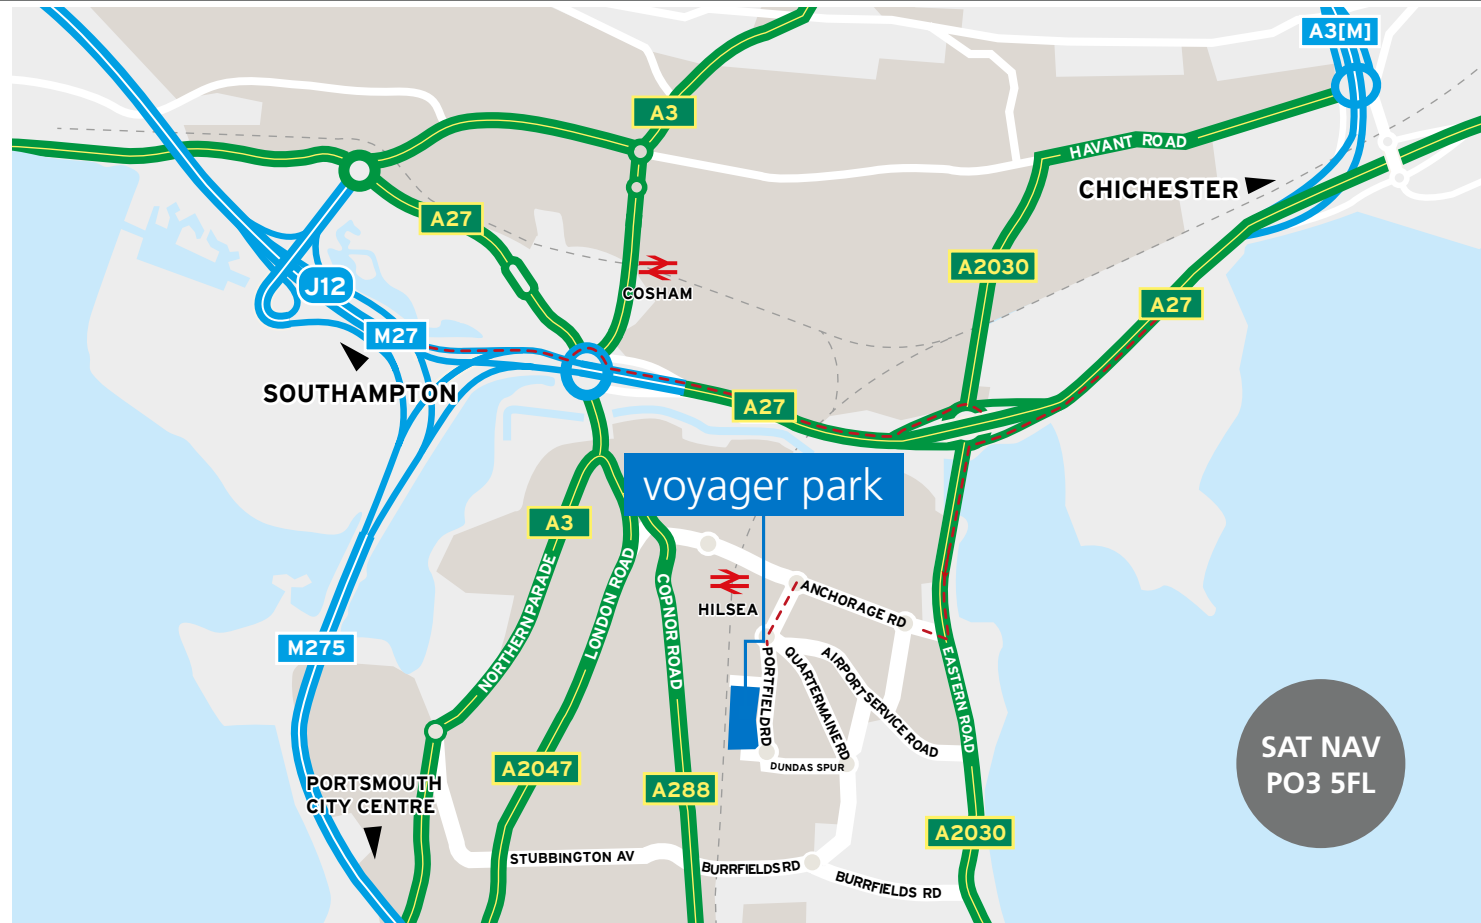 A3[M]
A3
HAVANT ROAD
CHICHESTER
A27
A2030
J12
COSHAM
A27
M27
SOUTHAMPTON
A27
voyager park
A3
NORTHERN PARADE
LONDON ROAD
COPNOR ROAD
HILSEA
ANCHORAGE RD
M275
PORTFIELD RD
QUARTERMAINE RD
AIRPORT SERVICE ROAD
EASTERN ROAD
DUNDAS SPUR
SAT NAV
PO3 5FL
A2047
A288
PORTSMOUTH
CITY CENTRE
A2030
STUBBINGTON AV
BURRFIELDS RD
BURRFIELDS RD